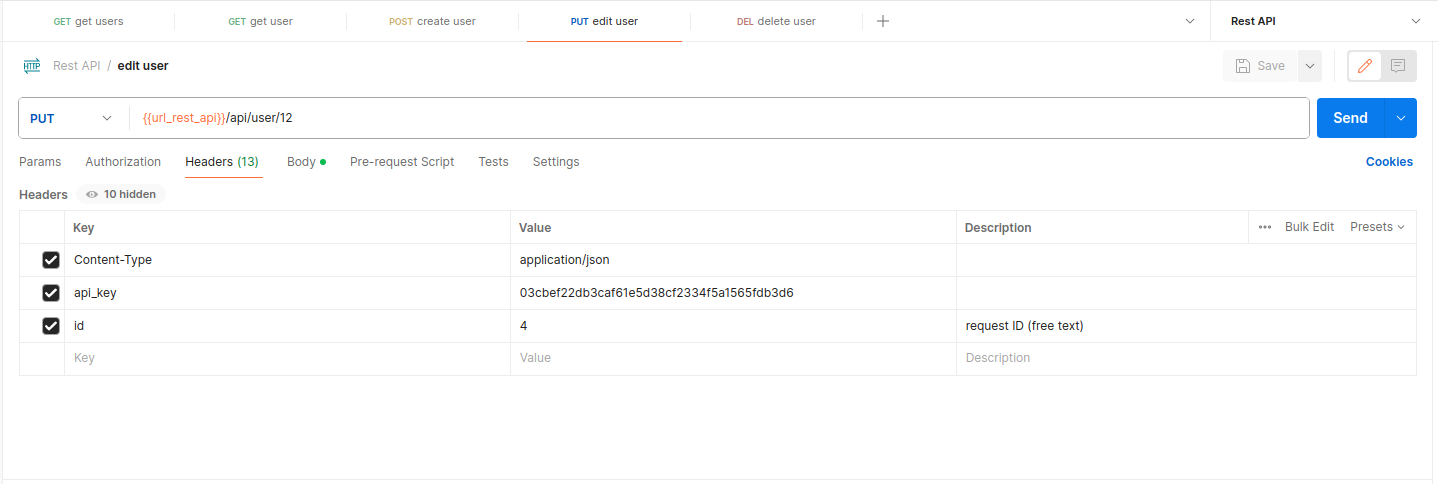 GET get users GET get user POST create user PUT edit user DEL delete user Rest API
HTTP Rest API / edit user Save
PUT {{url_rest_api}}/api/user/12 Send
Params Authorization Headers (13) Body Pre-request Script Tests Settings Cookies
Headers 10 hidden
Key Value Description Bulk Edit Presets
Content-Type application/json
api_key 03cbef22db3caf61e5d38cf2334f5a1565fdb3d6
id 4 request ID (free text)
Key Value Description